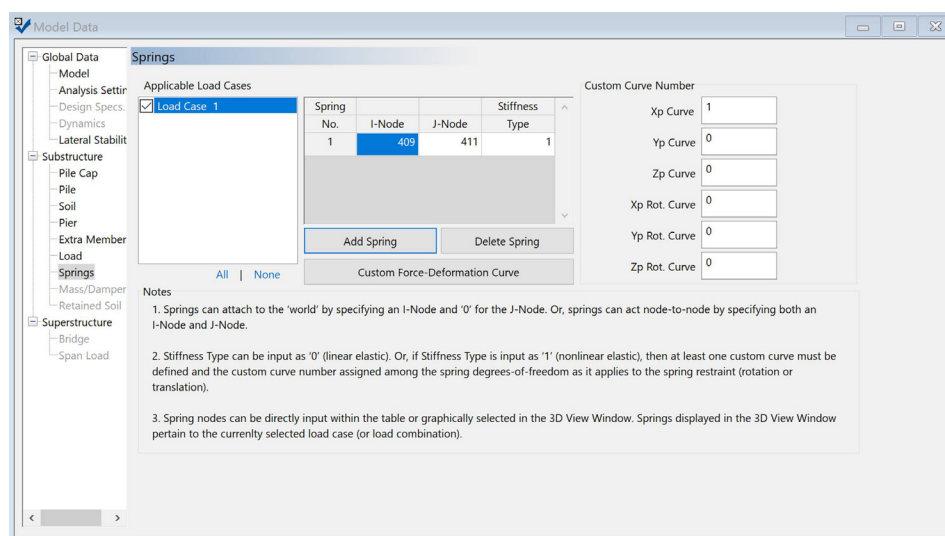 Model Data
Global Data
Model
Analysis Settin
Design Specs.
Dynamics
Lateral Stabilit
Substructure
Pile Cap
Pile
Soil
Pier
Extra Member
Load
Springs
Mass/Damper
Retained Soil
Superstructure
Bridge
Span Load
Springs
Applicable Load Cases
Load Case 1
All | None
Spring Stiffness
No. I-Node J-Node Type
1 409 411 1
Add Spring Delete Spring
Custom Force-Deformation Curve
Custom Curve Number
Xp Curve 1
Yp Curve 0
Zp Curve 0
Xp Rot. Curve 0
Yp Rot. Curve 0
Zp Rot. Curve 0
Notes
1. Springs can attach to the 'world' by specifying an I-Node and '0' for the J-Node. Or, springs can act node-to-node by specifying both an
I-Node and J-Node.
2. Stiffness Type can be input as '0' (linear elastic). Or, if Stiffness Type is input as '1' (nonlinear elastic), then at least one custom curve must be
defined and the custom curve number assigned among the spring degrees-of-freedom as it applies to the spring restraint (rotation or
translation).
3. Spring nodes can be directly input within the table or graphically selected in the 3D View Window. Springs displayed in the 3D View Window
pertain to the currenlty selected load case (or load combination).